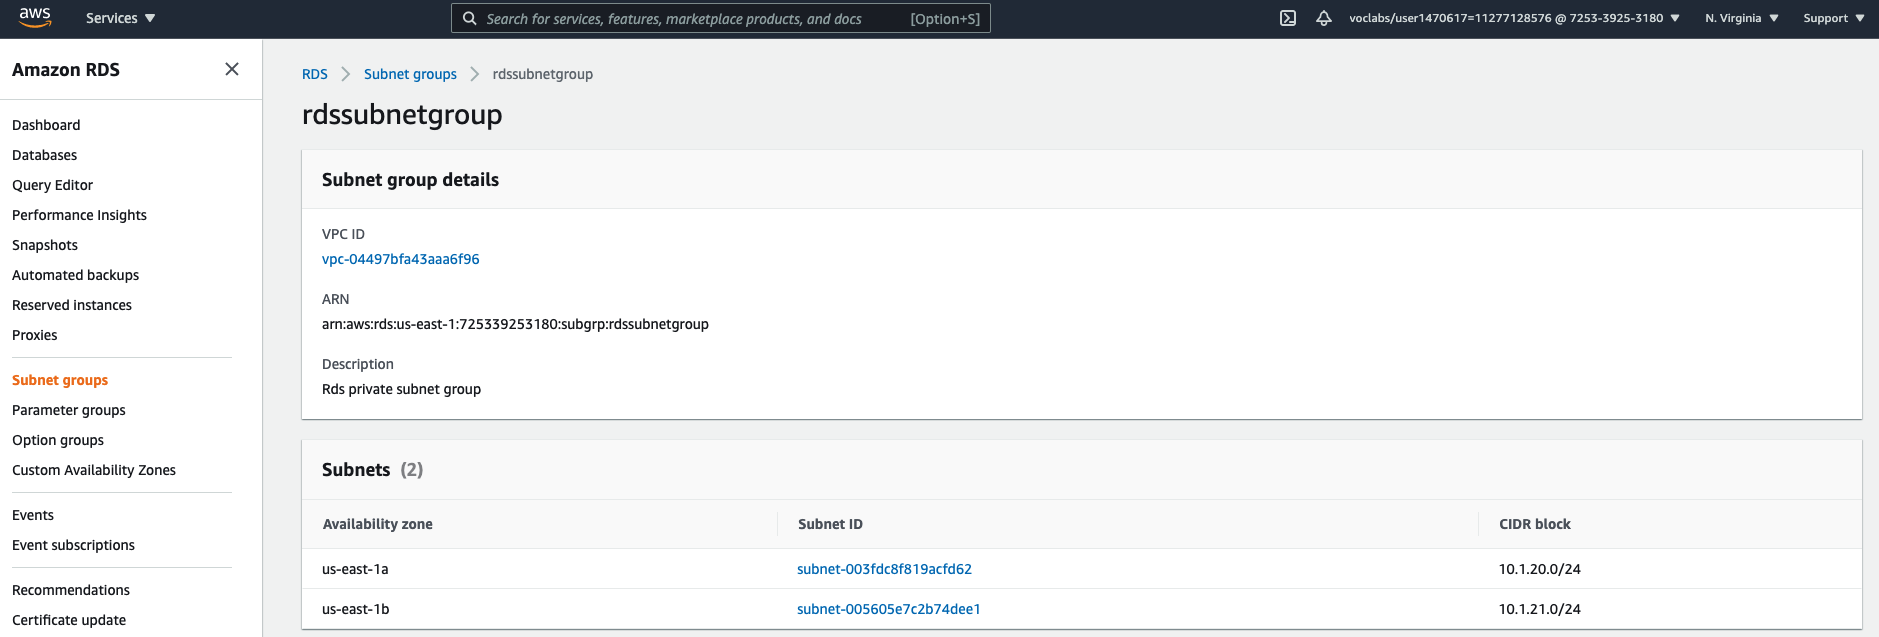 aws Services Search for services, features, marketplace products, and docs [Option+S] voclabs/user1470617=11277128576 @ 7253-3925-3180 N. Virginia Support
Amazon RDS
Dashboard
Databases
Query Editor
Performance Insights
Snapshots
Automated backups
Reserved instances
Proxies
Subnet groups
Parameter groups
Option groups
Custom Availability Zones
Events
Event subscriptions
Recommendations
Certificate update
RDS Subnet groups rdssubnetgroup
rdssubnetgroup
Subnet group details
VPC ID
vpc-04497bfa43aaa6f96
ARN
arn:aws:rds:us-east-1:725339253180:subgrp:rdssubnetgroup
Description
Rds private subnet group
Subnets (2)
Availability zone Subnet ID CIDR block
us-east-1a subnet-003fdc8f819acfd62 10.1.20.0/24
us-east-1b subnet-005605e7c2b74dee1 10.1.21.0/24